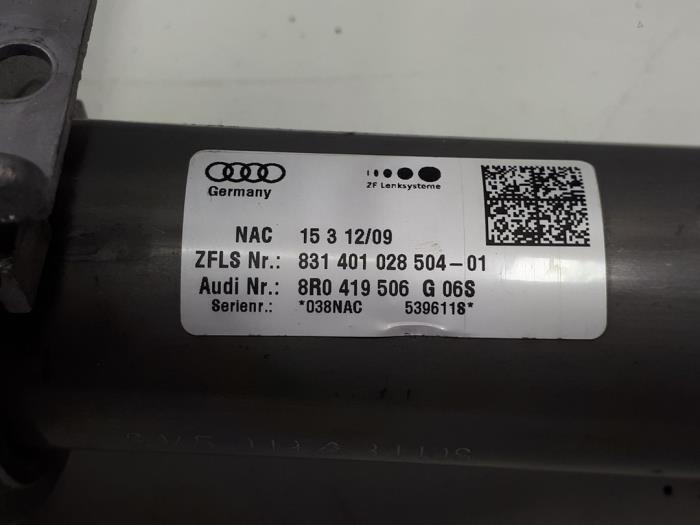 Germany
ZF Lenksysteme
NAC 15 3 12/09
ZFLS Nr.: 831 401 028 504-01
Audi Nr.: 8R0 419 506 G 06S
Serienr.: *038NAC 539611S*